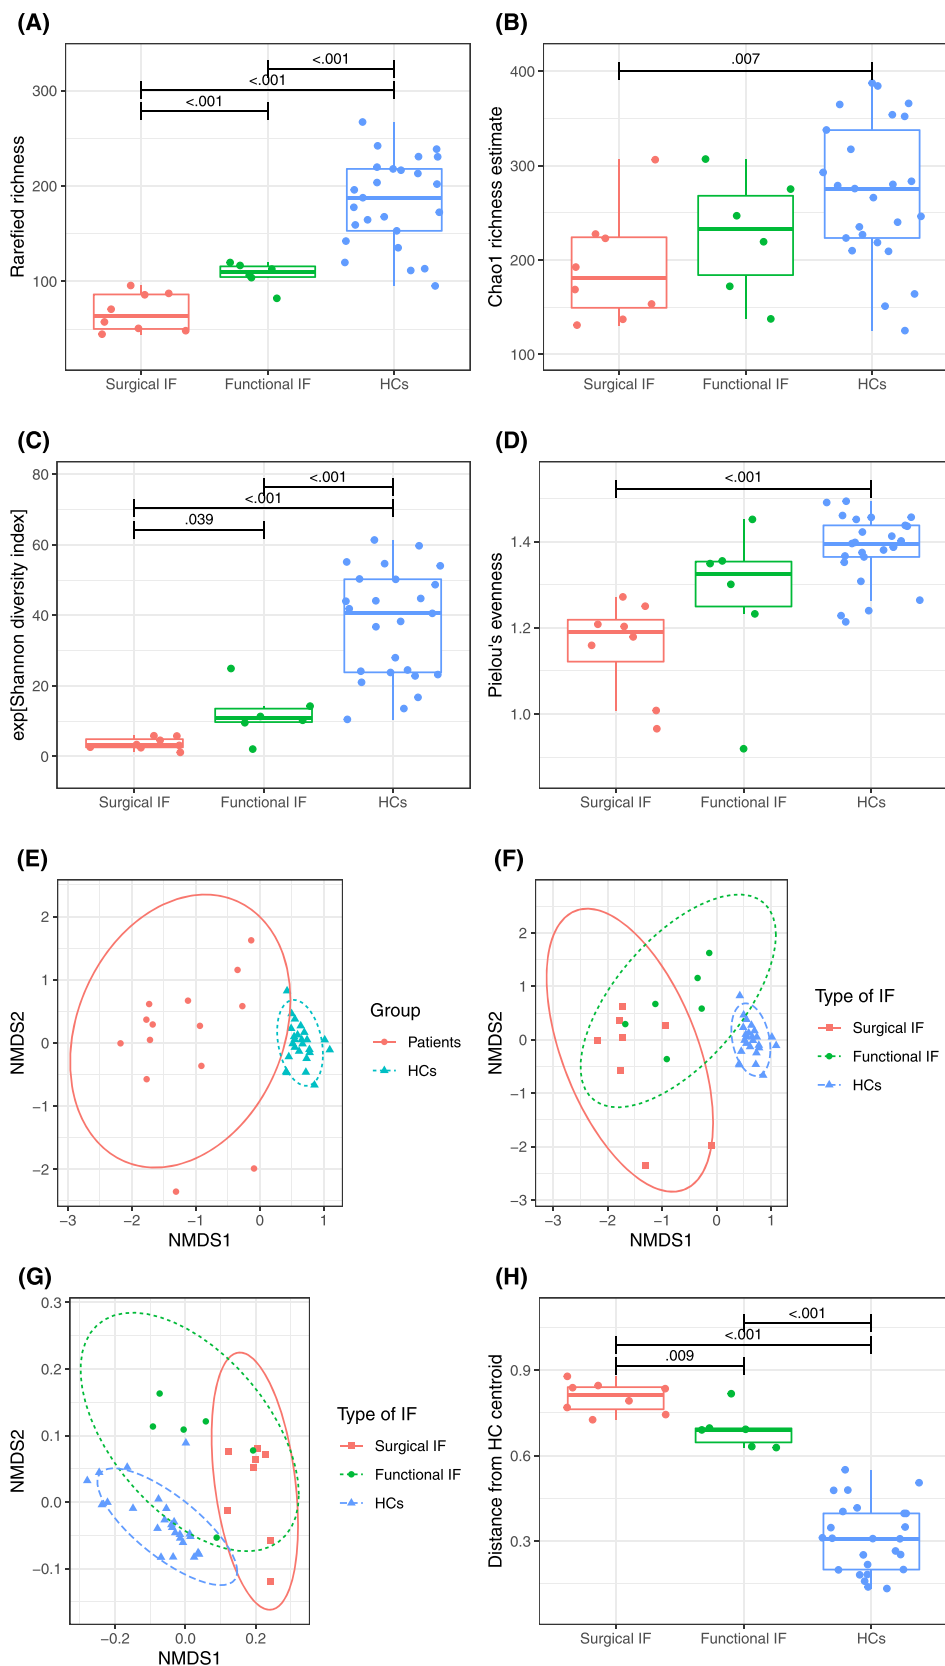 (A)
Rarefied richness
300
200
100
<.001
<.001
<.001
Surgical IF Functional IF HCs
(B)
Chao1 richness estimate
400
300
200
100
.007
Surgical IF Functional IF HCs
(C)
exp[Shannon diversity index]
80
60
40
20
0
<.001
<.001
.039
Surgical IF Functional IF HCs
(D)
Pielou's evenness
1.4
1.2
1.0
<.001
Surgical IF Functional IF HCs
(E)
NMDS2
2
1
0
−1
−2
−3 −2 −1 0 1
NMDS1
Group
Patients
HCs
(F)
NMDS2
2
1
0
−1
−2
−3
−3 −2 −1 0 1
NMDS1
Type of IF
Surgical IF
Functional IF
HCs
(G)
NMDS2
0.3
0.2
0.1
0.0
−0.1
−0.2 0.0 0.2
NMDS1
Type of IF
Surgical IF
Functional IF
HCs
(H)
Distance from HC centroid
0.9
0.6
0.3
<.001
<.001
.009
Surgical IF Functional IF HCs